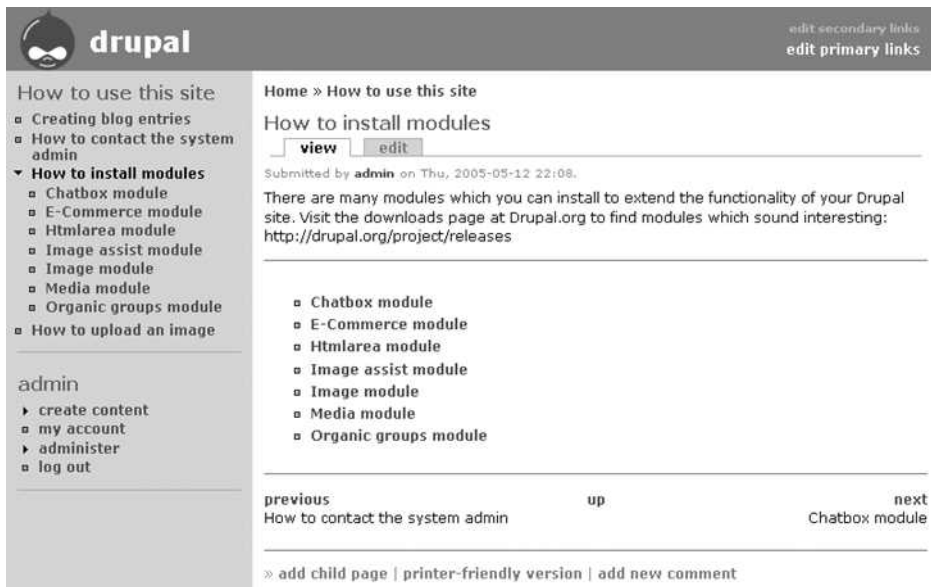 drupal
edit secondary links
edit primary links
How to use this site
Creating blog entries
How to contact the system
admin
How to install modules
Chatbox module
E-Commerce module
Htmlarea module
Image assist module
Image module
Media module
Organic groups module
How to upload an image
admin
create content
my account
administer
log out
Home » How to use this site
How to install modules
view edit
Submitted by admin on Thu, 2005-05-12 22:08.
There are many modules which you can install to extend the functionality of your Drupal
site. Visit the downloads page at Drupal.org to find modules which sound interesting:
http://drupal.org/project/releases
Chatbox module
E-Commerce module
Htmlarea module
Image assist module
Image module
Media module
Organic groups module
previous up next
How to contact the system admin Chatbox module
» add child page | printer-friendly version | add new comment